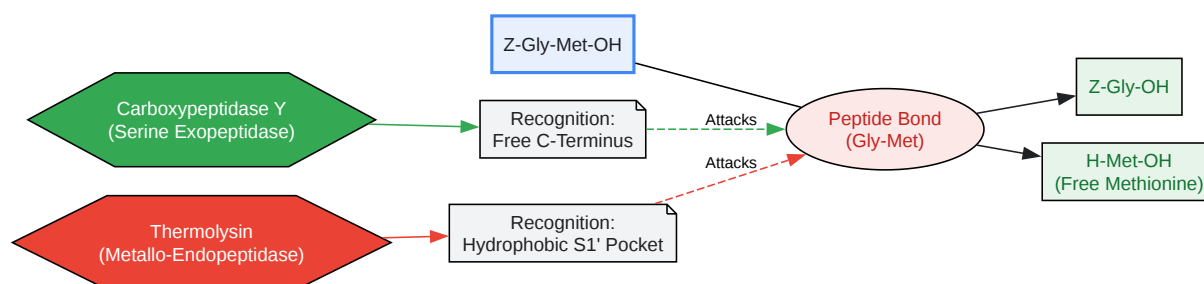 Z-Gly-Met-OH
Carboxypeptidase Y
(Serine Exopeptidase)
Recognition:
Free C-Terminus
Attacks
Peptide Bond
(Gly-Met)
Z-Gly-OH
H-Met-OH
(Free Methionine)
Thermolysin
(Metallo-Endopeptidase)
Recognition:
Hydrophobic S1' Pocket
Attacks